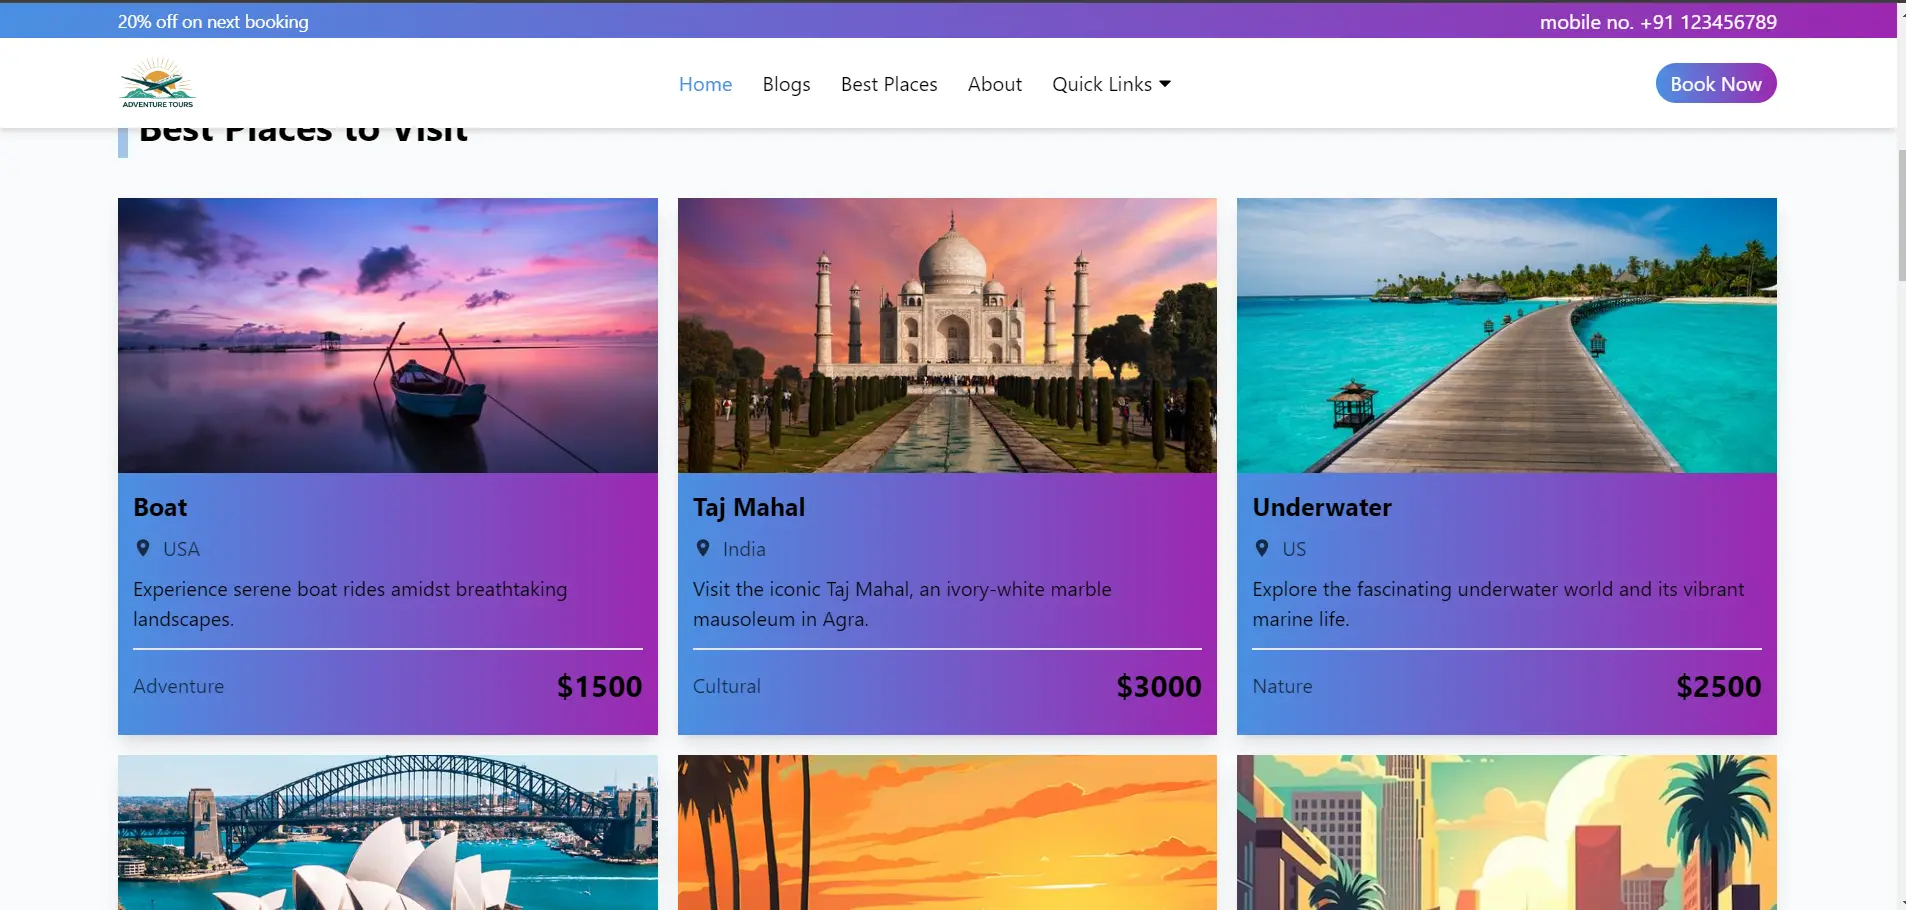 20% off on next booking
mobile no. +91 123456789
ADVENTURE TOURS
Home
Blogs
Best Places
About
Quick Links
Book Now
Best Places to Visit
Boat
USA
Experience serene boat rides amidst breathtaking
landscapes.
Adventure
$1500
Taj Mahal
India
Visit the iconic Taj Mahal, an ivory-white marble
mausoleum in Agra.
Cultural
$3000
Underwater
US
Explore the fascinating underwater world and its vibrant
marine life.
Nature
$2500